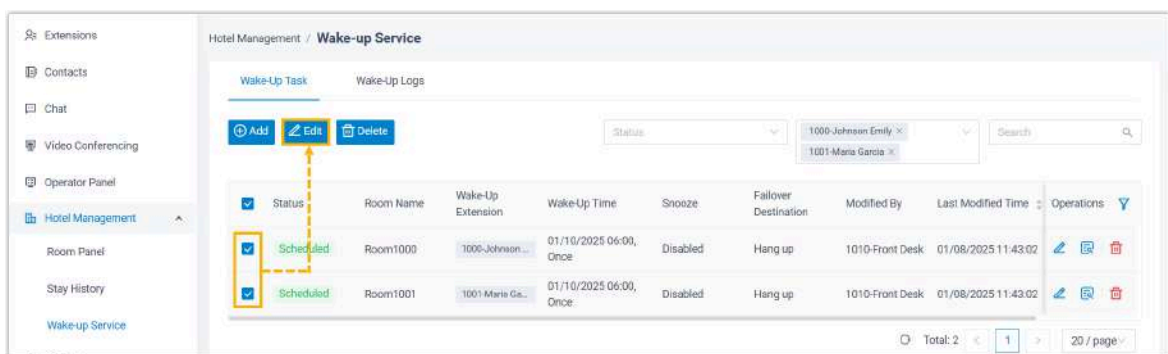 Extensions
Contacts
Chat
Video Conferencing
Operator Panel
Hotel Management
Room Panel
Stay History
Wake-up Service
Hotel Management / Wake-up Service
Wake-Up Task Wake-Up Logs
Add Edit Delete Status 1000-Johnson Emily × Search
1001-Maria Garcia ×
Status Room Name Wake-Up Extension Wake-Up Time Snooze Failover Destination Modified By Last Modified Time Operations
Scheduled Room1000 1000-Johnson... 01/10/2025 06:00, Once Disabled Hang up 1010-Front Desk 01/08/2025 11:43:02
Scheduled Room1001 1001-Maria Ga... 01/10/2025 06:00, Once Disabled Hang up 1010-Front Desk 01/08/2025 11:43:02
Total: 2 < 1 > 20 / page